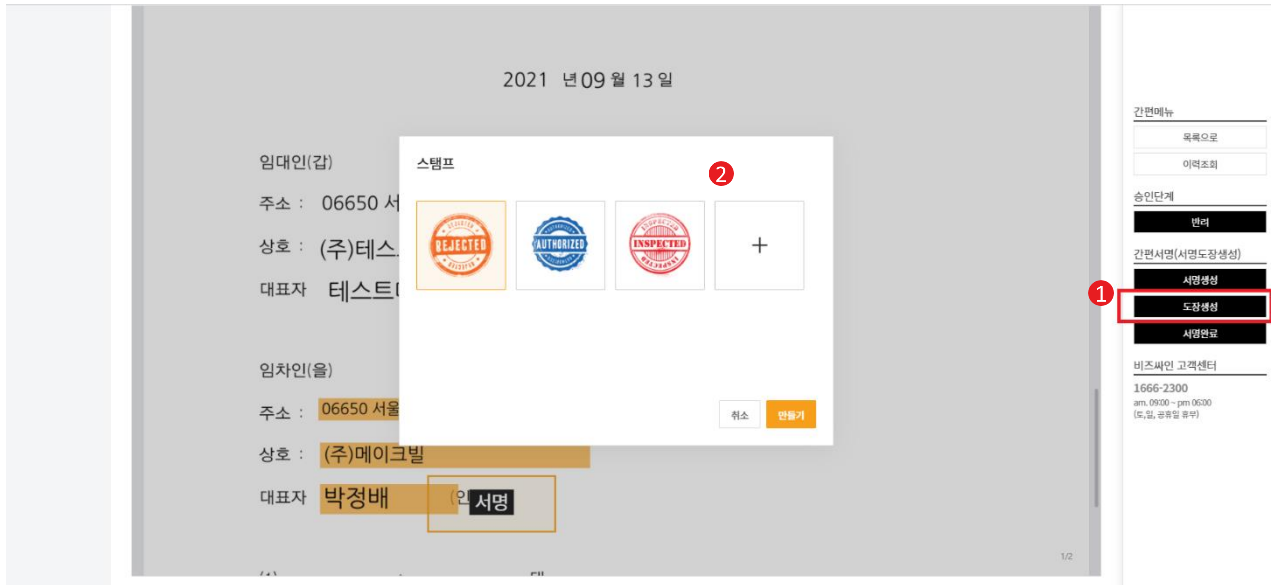 2021 년 09 월 13 일
임대인(갑)
주소 : 06650 서
상호 : (주)테스
대표자 테스트
스탬프
2
REJECTED
AUTHORIZED
INSPECTED
+
취소 만들기
임차인(을)
주소 : 06650 서울
상호 : (주)메이크빌
대표자 박정배 (인 서명
1/2
간편메뉴
목록으로
이력조회
승인단계
반려
간편서명(서명도장생성)
서명생성
1
도장생성
서명완료
비즈싸인 고객센터
1666-2300
am. 09:00 ~ pm 06:00
(토,일, 공휴일 휴무)